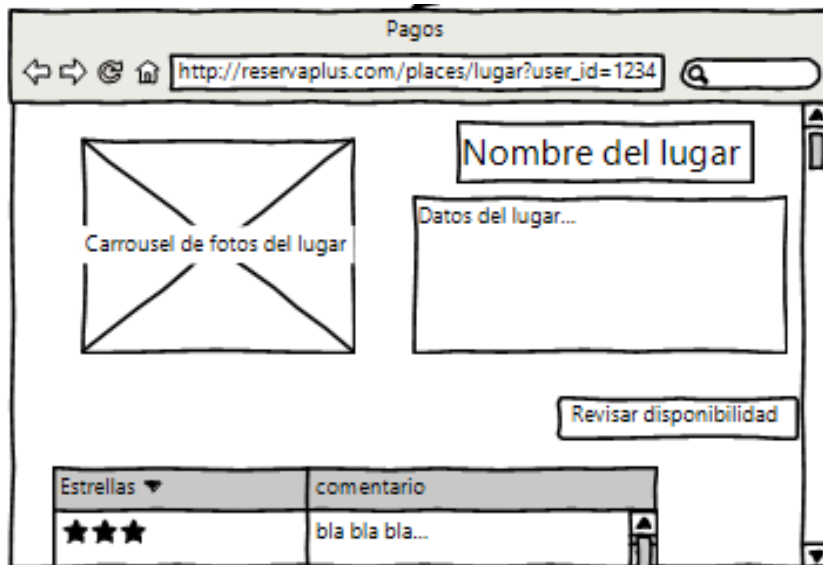 Pagos
http://reservaplus.com/places/lugar?user_id=1234
Nombre del lugar
Carrousel de fotos del lugar
Datos del lugar...
Revisar disponibilidad
Estrellas comentario
bla bla bla...